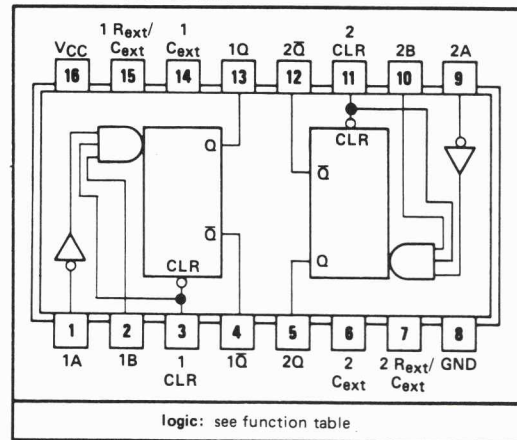 1 Rext/ 1 2
VCC Cext Cext 1Q 2Q̅ CLR 2B 2A
16 15 14 13 12 11 10 9
Q CLR
Q̅
Q̅ Q
CLR
1 2 3 4 5 6 7 8
1A 1B 1 1Q̅ 2Q 2 2 Rext/ GND
CLR Cext Cext
logic: see function table